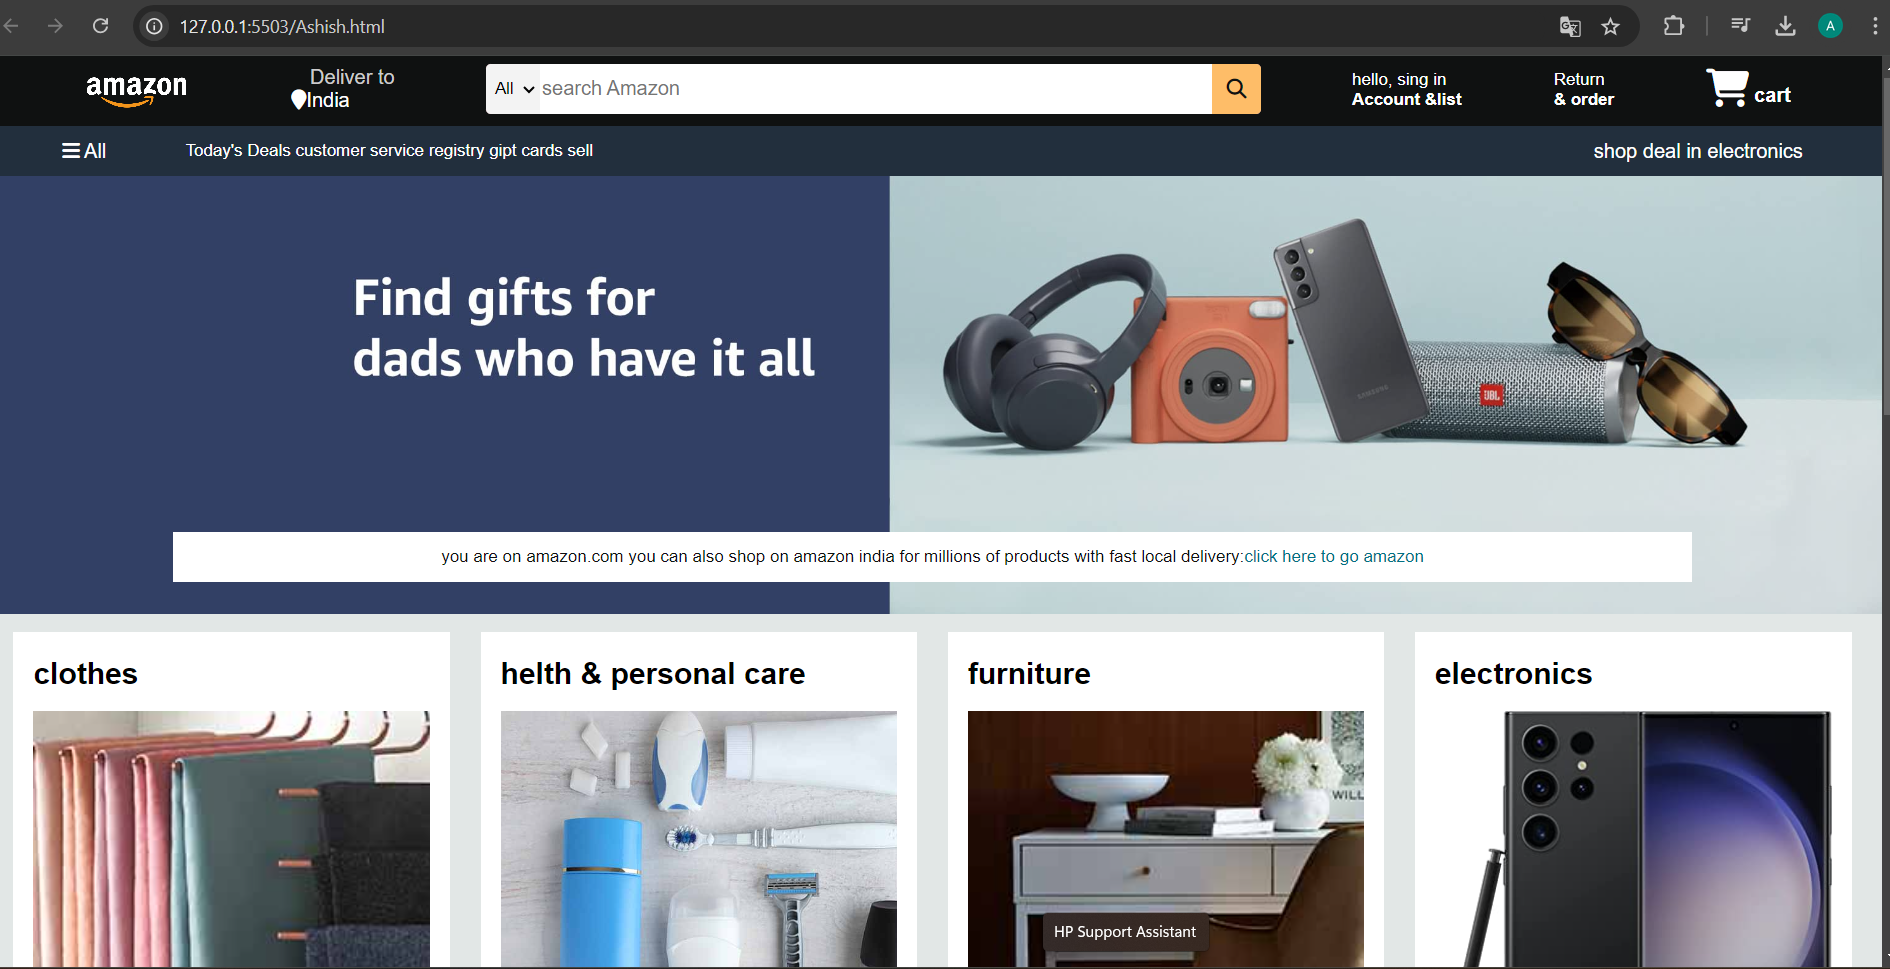 127.0.0.1:5503/Ashish.html
A
amazon
Deliver to
India
All
search Amazon
hello, sing in
Account &list
Return
& order
cart
All
Today's Deals customer service registry gipt cards sell
shop deal in electronics
Find gifts for
dads who have it all
SAMSUNG
JBL
you are on amazon.com you can also shop on amazon india for millions of products with fast local delivery:click here to go amazon
clothes
helth & personal care
furniture
electronics
WILL
HP Support Assistant